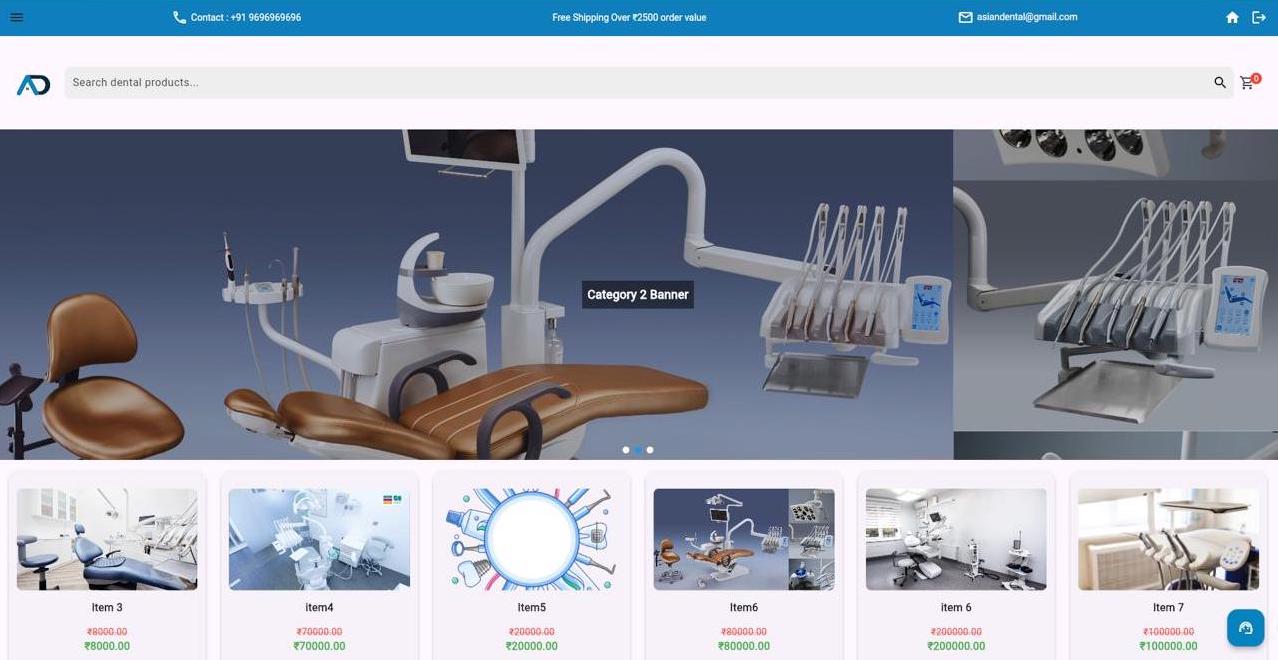 Contact : +91 9696969696
Free Shipping Over ₹2500 order value
asiandental@gmail.com
AD
Search dental products...
0
Category 2 Banner
Item 3
₹8000.00
₹8000.00
item4
₹70000.00
₹70000.00
Item5
₹20000.00
₹20000.00
Item6
₹80000.00
₹80000.00
item 6
₹200000.00
₹200000.00
Item 7
₹100000.00
₹100000.00